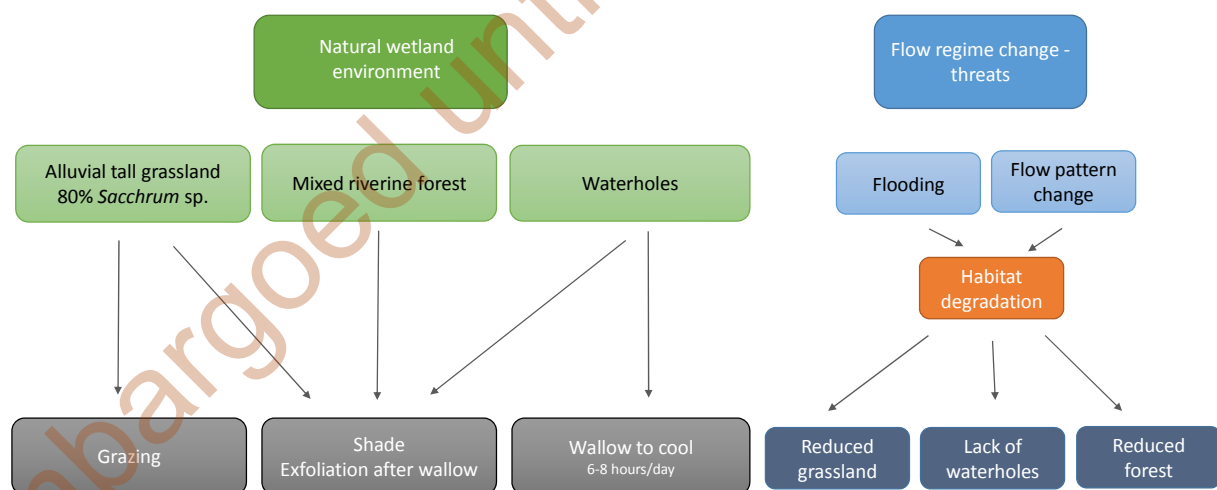 Natural wetland
environment
Flow regime change -
threats
Alluvial tall grassland
80% Sacchrum sp.
Mixed riverine forest
Waterholes
Flooding
Flow pattern
change
Habitat
degradation
Grazing
Shade
Exfoliation after wallow
Wallow to cool
6-8 hours/day
Reduced
grassland
Lack of
waterholes
Reduced
forest
bargoed unti